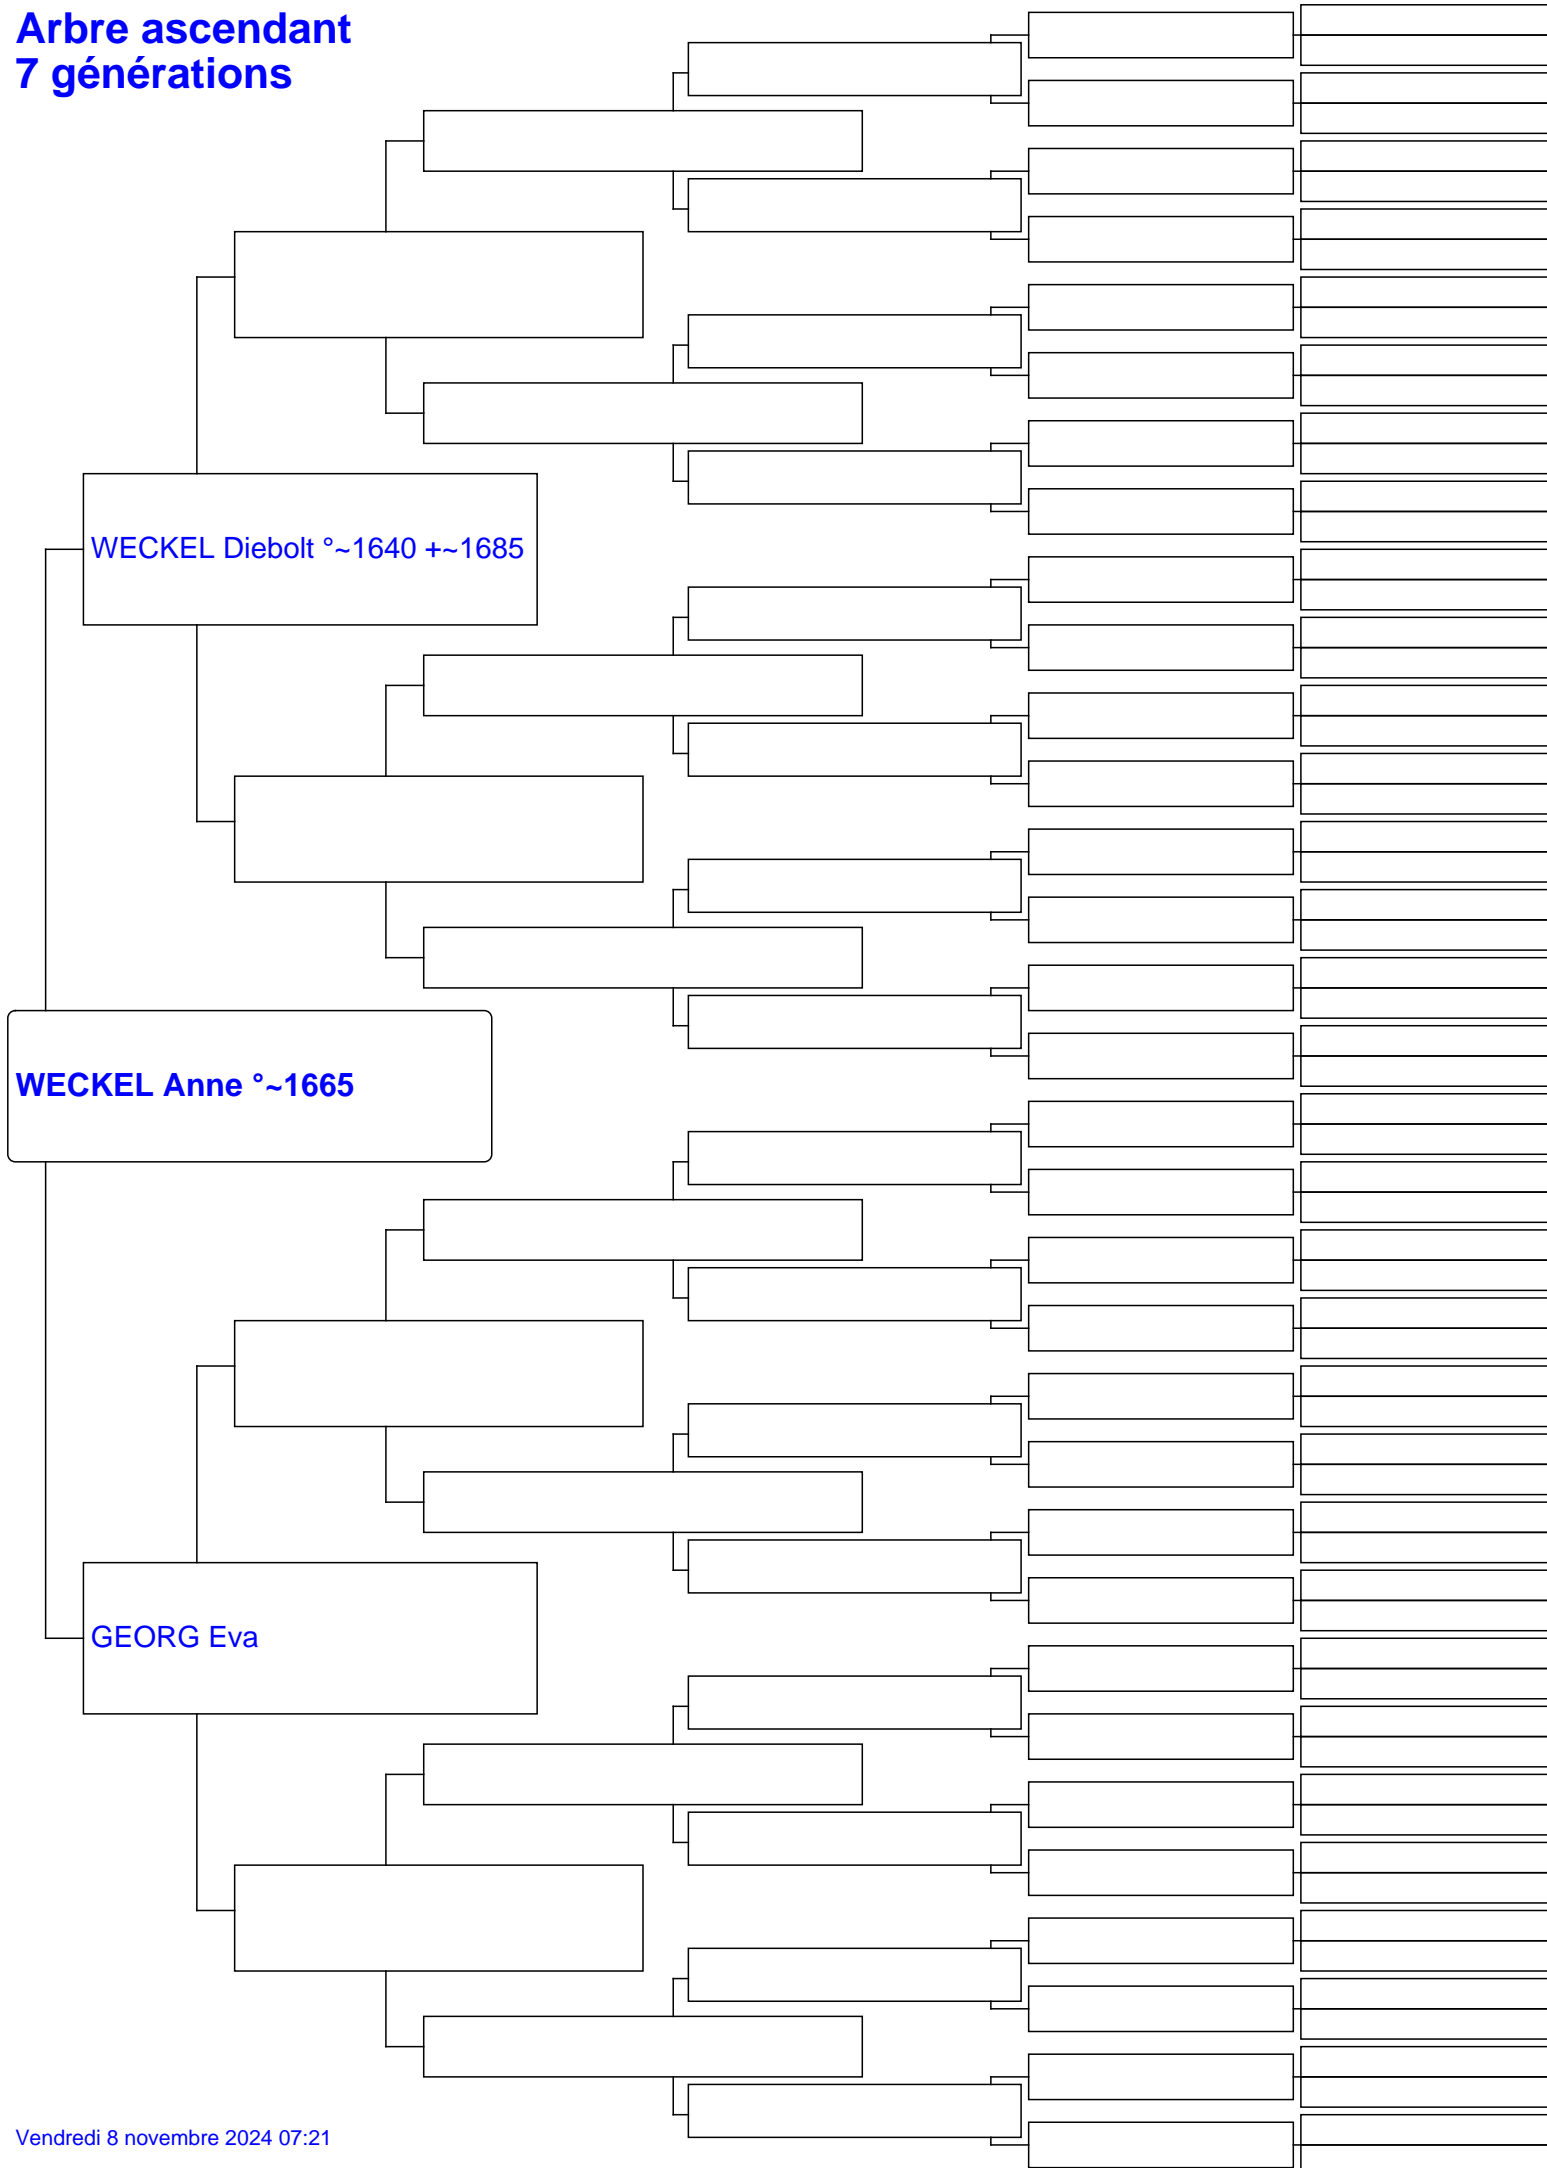 Arbre ascendant
7 générations
WECKEL Diebolt °~1640 +~1685
WECKEL Anne °~1665
GEORG Eva
Vendredi 8 novembre 2024 07:21